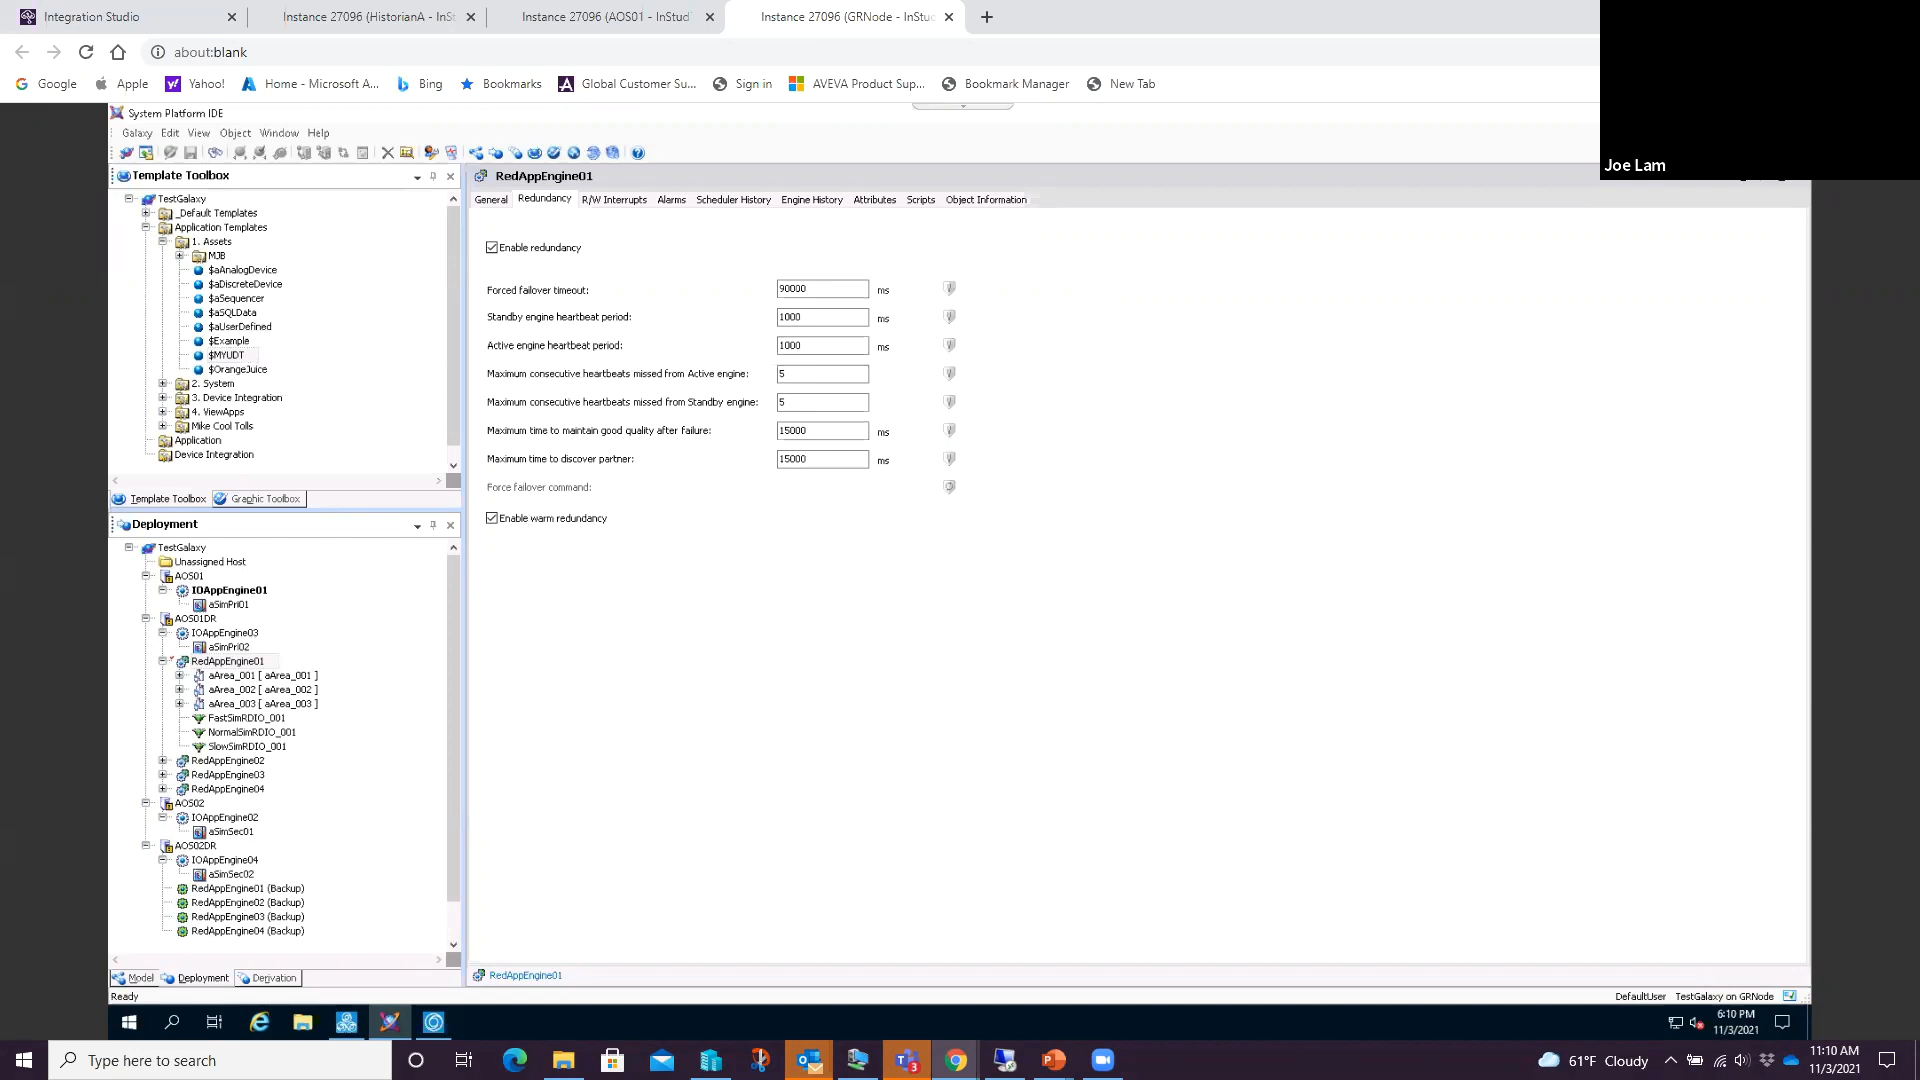 Integration Studio
Instance 27096 (HistorianA - InSt
Instance 27096 (AOS01 - InStud
Instance 27096 (GRNode - InStuc
about:blank
Google
Apple
Yahoo!
Home - Microsoft A...
Bing
Bookmarks
Global Customer Su...
Sign in
AVEVA Product Sup...
Bookmark Manager
New Tab
Joe Lam
System Platform IDE
Galaxy Edit View Object Window Help
Template Toolbox
TestGalaxy
_Default Templates
Application Templates
1. Assets
MJB
$aAnalogDevice
$aDiscreteDevice
$aSequencer
$aSQLData
$aUserDefined
$Example
$MYUDT
$OrangeJuice
2. System
3. Device Integration
4. ViewApps
Mike Cool Tolls
Application
Device Integration
Template Toolbox
Graphic Toolbox
Deployment
TestGalaxy
Unassigned Host
AOS01
IOAppEngine01
aSimPri01
AOS01DR
IOAppEngine03
aSimPri02
RedAppEngine01
aArea_001 [ aArea_001 ]
aArea_002 [ aArea_002 ]
aArea_003 [ aArea_003 ]
FastSimRDIO_001
NormalSimRDIO_001
SlowSimRDIO_001
RedAppEngine02
RedAppEngine03
RedAppEngine04
AOS02
IOAppEngine02
aSimSec01
AOS02DR
IOAppEngine04
aSimSec02
RedAppEngine01 (Backup)
RedAppEngine02 (Backup)
RedAppEngine03 (Backup)
RedAppEngine04 (Backup)
Model
Deployment
Derivation
Ready
RedAppEngine01
General Redundancy R/W Interrupts Alarms Scheduler History Engine History Attributes Scripts Object Information
Enable redundancy
Forced failover timeout: 90000 ms
Standby engine heartbeat period: 1000 ms
Active engine heartbeat period: 1000 ms
Maximum consecutive heartbeats missed from Active engine: 5
Maximum consecutive heartbeats missed from Standby engine: 5
Maximum time to maintain good quality after failure: 15000 ms
Maximum time to discover partner: 15000 ms
Force failover command:
Enable warm redundancy
RedAppEngine01
DefaultUser TestGalaxy on GRNode
6:10 PM
11/3/2021
Type here to search
3
61°F Cloudy
11:10 AM
11/3/2021